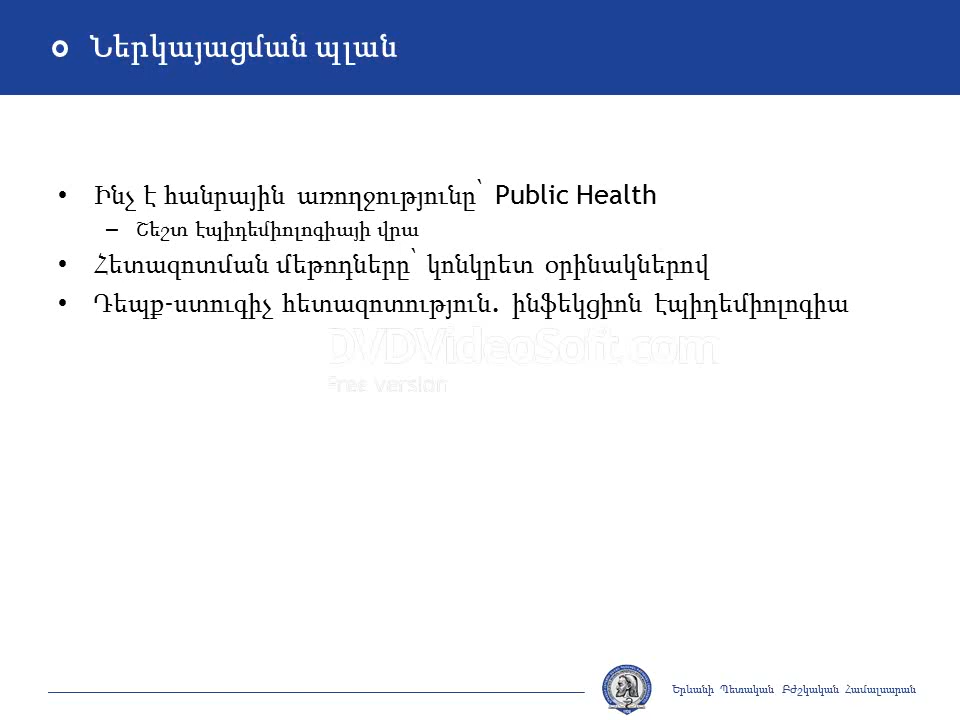 Ներկայացման պլան
• Ինչ է հանրային առողջությունը՝ Public Health
– Շեշտ էպիդեմիոլոգիայի վրա
• Հետազոտման մեթոդները՝ կոնկրետ օրինակներով
• Դեպք-ստուգիչ հետազոտություն. ինֆեկցիոն էպիդեմիոլոգիա
DVDVideoSoft.com
Free version
Երևանի Պետական Բժշկական Համալսարան